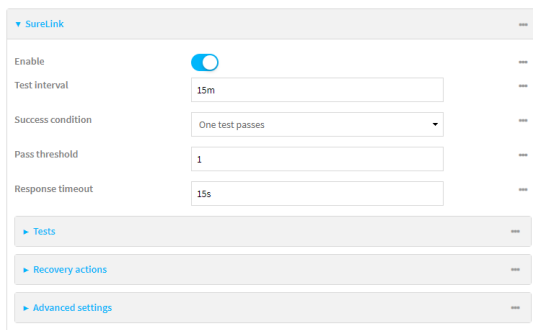 SureLink
Enable
Test interval
15m
Success condition
One test passes
Pass threshold
1
Response timeout
15s
Tests
Recovery actions
Advanced settings